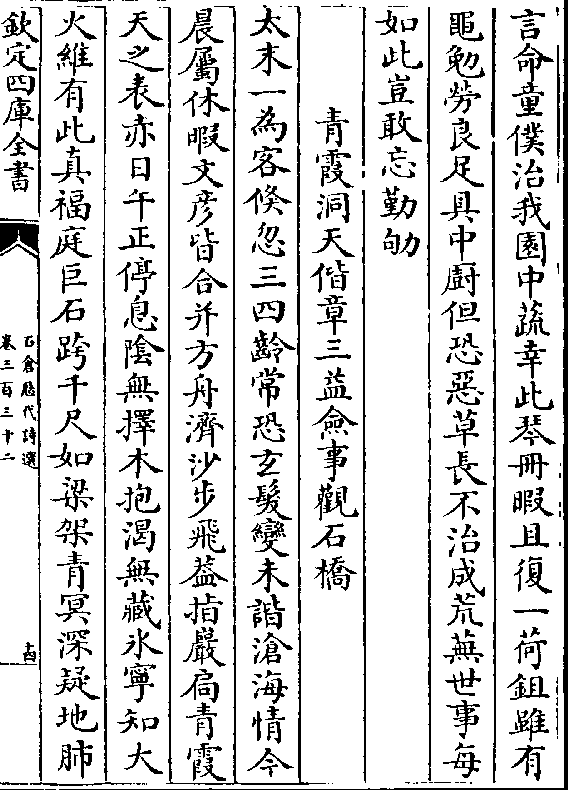 言命童僕治我園中蔬幸此琴冊暇且復一荷鉏雖有
黽勉勞良足具中廚但恐惡草長不治成荒蕪世事每
如此豈敢忘勤劬
青霞洞天偕章三益僉事觀石橋
太末一為客倏忽三四齡常恐玄髮變未諧滄海情今
晨屬休暇文彦皆合并方舟濟沙步飛葢指嚴扃青霞
天之表赤日午正停息陰無擇木抱渴無藏氷寧知大
火維有此真福庭巨石跨千尺如梁架青冥深疑地肺
欽定四庫全書
石倉歴代詩選
卷三百三十二
十四